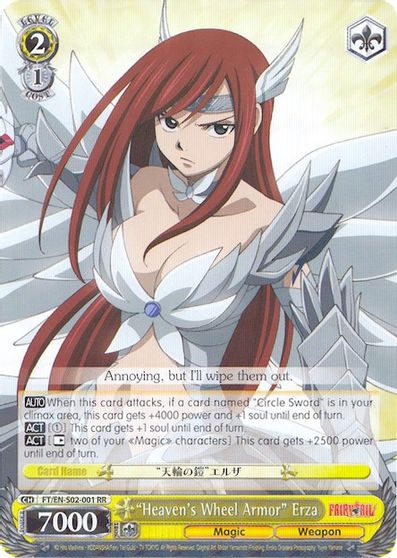 LEVEL
2
1
COST
Annoying, but I'll wipe them out.
AUTO When this card attacks, if a card named "Circle Sword" is in your
climax area, this card gets +4000 power and +1 soul until end of turn.
ACT [①] This card gets +1 soul until end of turn.
ACT [ two of your «Magic» characters] This card gets +2500
power until end of turn.
Card Name
“天輪の鎧”エルザ
CH FT/EN-S02-001 RR
7000
“Heaven's Wheel Armor” Erza
FAIRY TAIL
Magic
Weapon